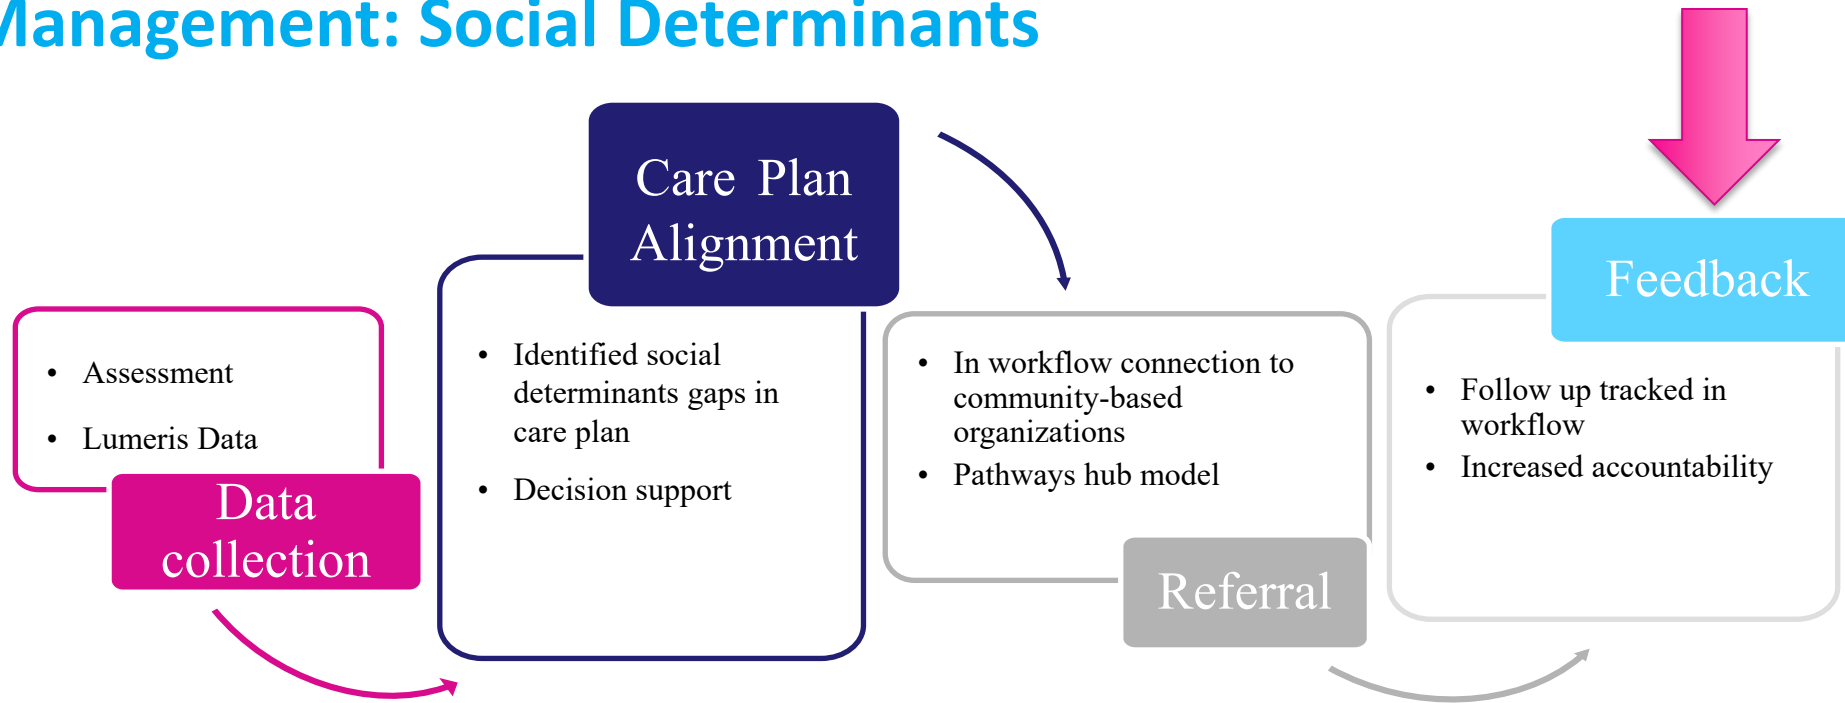 Management: Social Determinants
Data
collection
• Assessment
• Lumeris Data
Care Plan
Alignment
• Identified social
determinants gaps in
care plan
• Decision support
Referral
• In workflow connection to
community-based
organizations
• Pathways hub model
Feedback
• Follow up tracked in
workflow
• Increased accountability